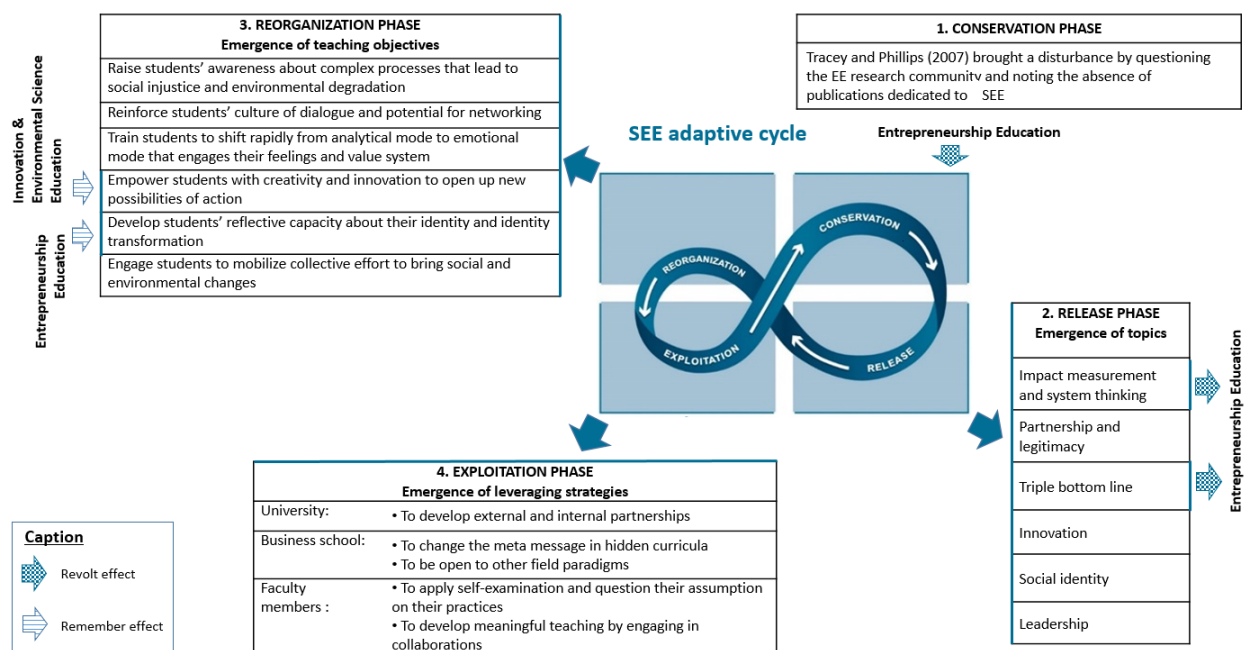 3. REORGANIZATION PHASE
Emergence of teaching objectives
Raise students’ awareness about complex processes that lead to
social injustice and environmental degradation
Reinforce students’ culture of dialogue and potential for networking
Train students to shift rapidly from analytical mode to emotional
mode that engages their feelings and value system
Empower students with creativity and innovation to open up new
possibilities of action
Develop students’ reflective capacity about their identity and identity
transformation
Engage students to mobilize collective effort to bring social and
environmental changes
Innovation &
Environmental Science
Education
Entrepreneurship
Education
1. CONSERVATION PHASE
Tracey and Phillips (2007) brought a disturbance by questioning
the EE research community and noting the absence of
publications dedicated to SEE
SEE adaptive cycle
Entrepreneurship Education
CONSERVATION
REORGANIZATION
EXPLOITATION
RELEASE
2. RELEASE PHASE
Emergence of topics
Impact measurement
and system thinking
Partnership and
legitimacy
Triple bottom line
Innovation
Social identity
Leadership
Entrepreneurship Education
4. EXPLOITATION PHASE
Emergence of leveraging strategies
University:
• To develop external and internal partnerships
Business school:
• To change the meta message in hidden curricula
• To be open to other field paradigms
Faculty
members :
• To apply self-examination and question their assumption
on their practices
• To develop meaningful teaching by engaging in
collaborations
Caption
Revolt effect
Remember effect